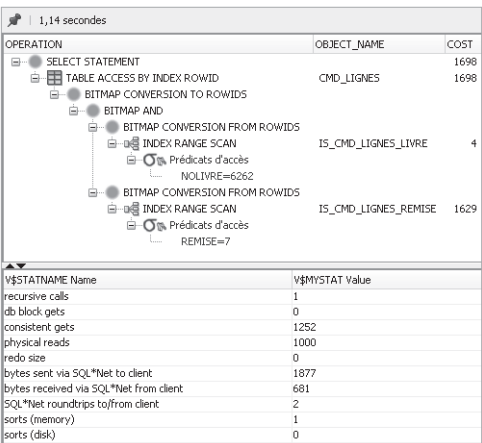 1,14 secondes
OPERATION OBJECT_NAME COST
SELECT STATEMENT 1698
TABLE ACCESS BY INDEX ROWID CMD_LIGNES 1698
BITMAP CONVERSION TO ROWIDS
BITMAP AND
BITMAP CONVERSION FROM ROWIDS
INDEX RANGE SCAN IS_CMD_LIGNES_LIVRE 4
Prédicats d'accès
NOLIVRE=6262
BITMAP CONVERSION FROM ROWIDS
INDEX RANGE SCAN IS_CMD_LIGNES_REMISE 1629
Prédicats d'accès
REMISE=7
V$STATNAME Name V$MYSTAT Value
recursive calls 1
db block gets 0
consistent gets 1252
physical reads 1000
redo size 0
bytes sent via SQL*Net to client 1877
bytes received via SQL*Net from client 681
SQL*Net roundtrips to/from client 2
sorts (memory) 1
sorts (disk) 0